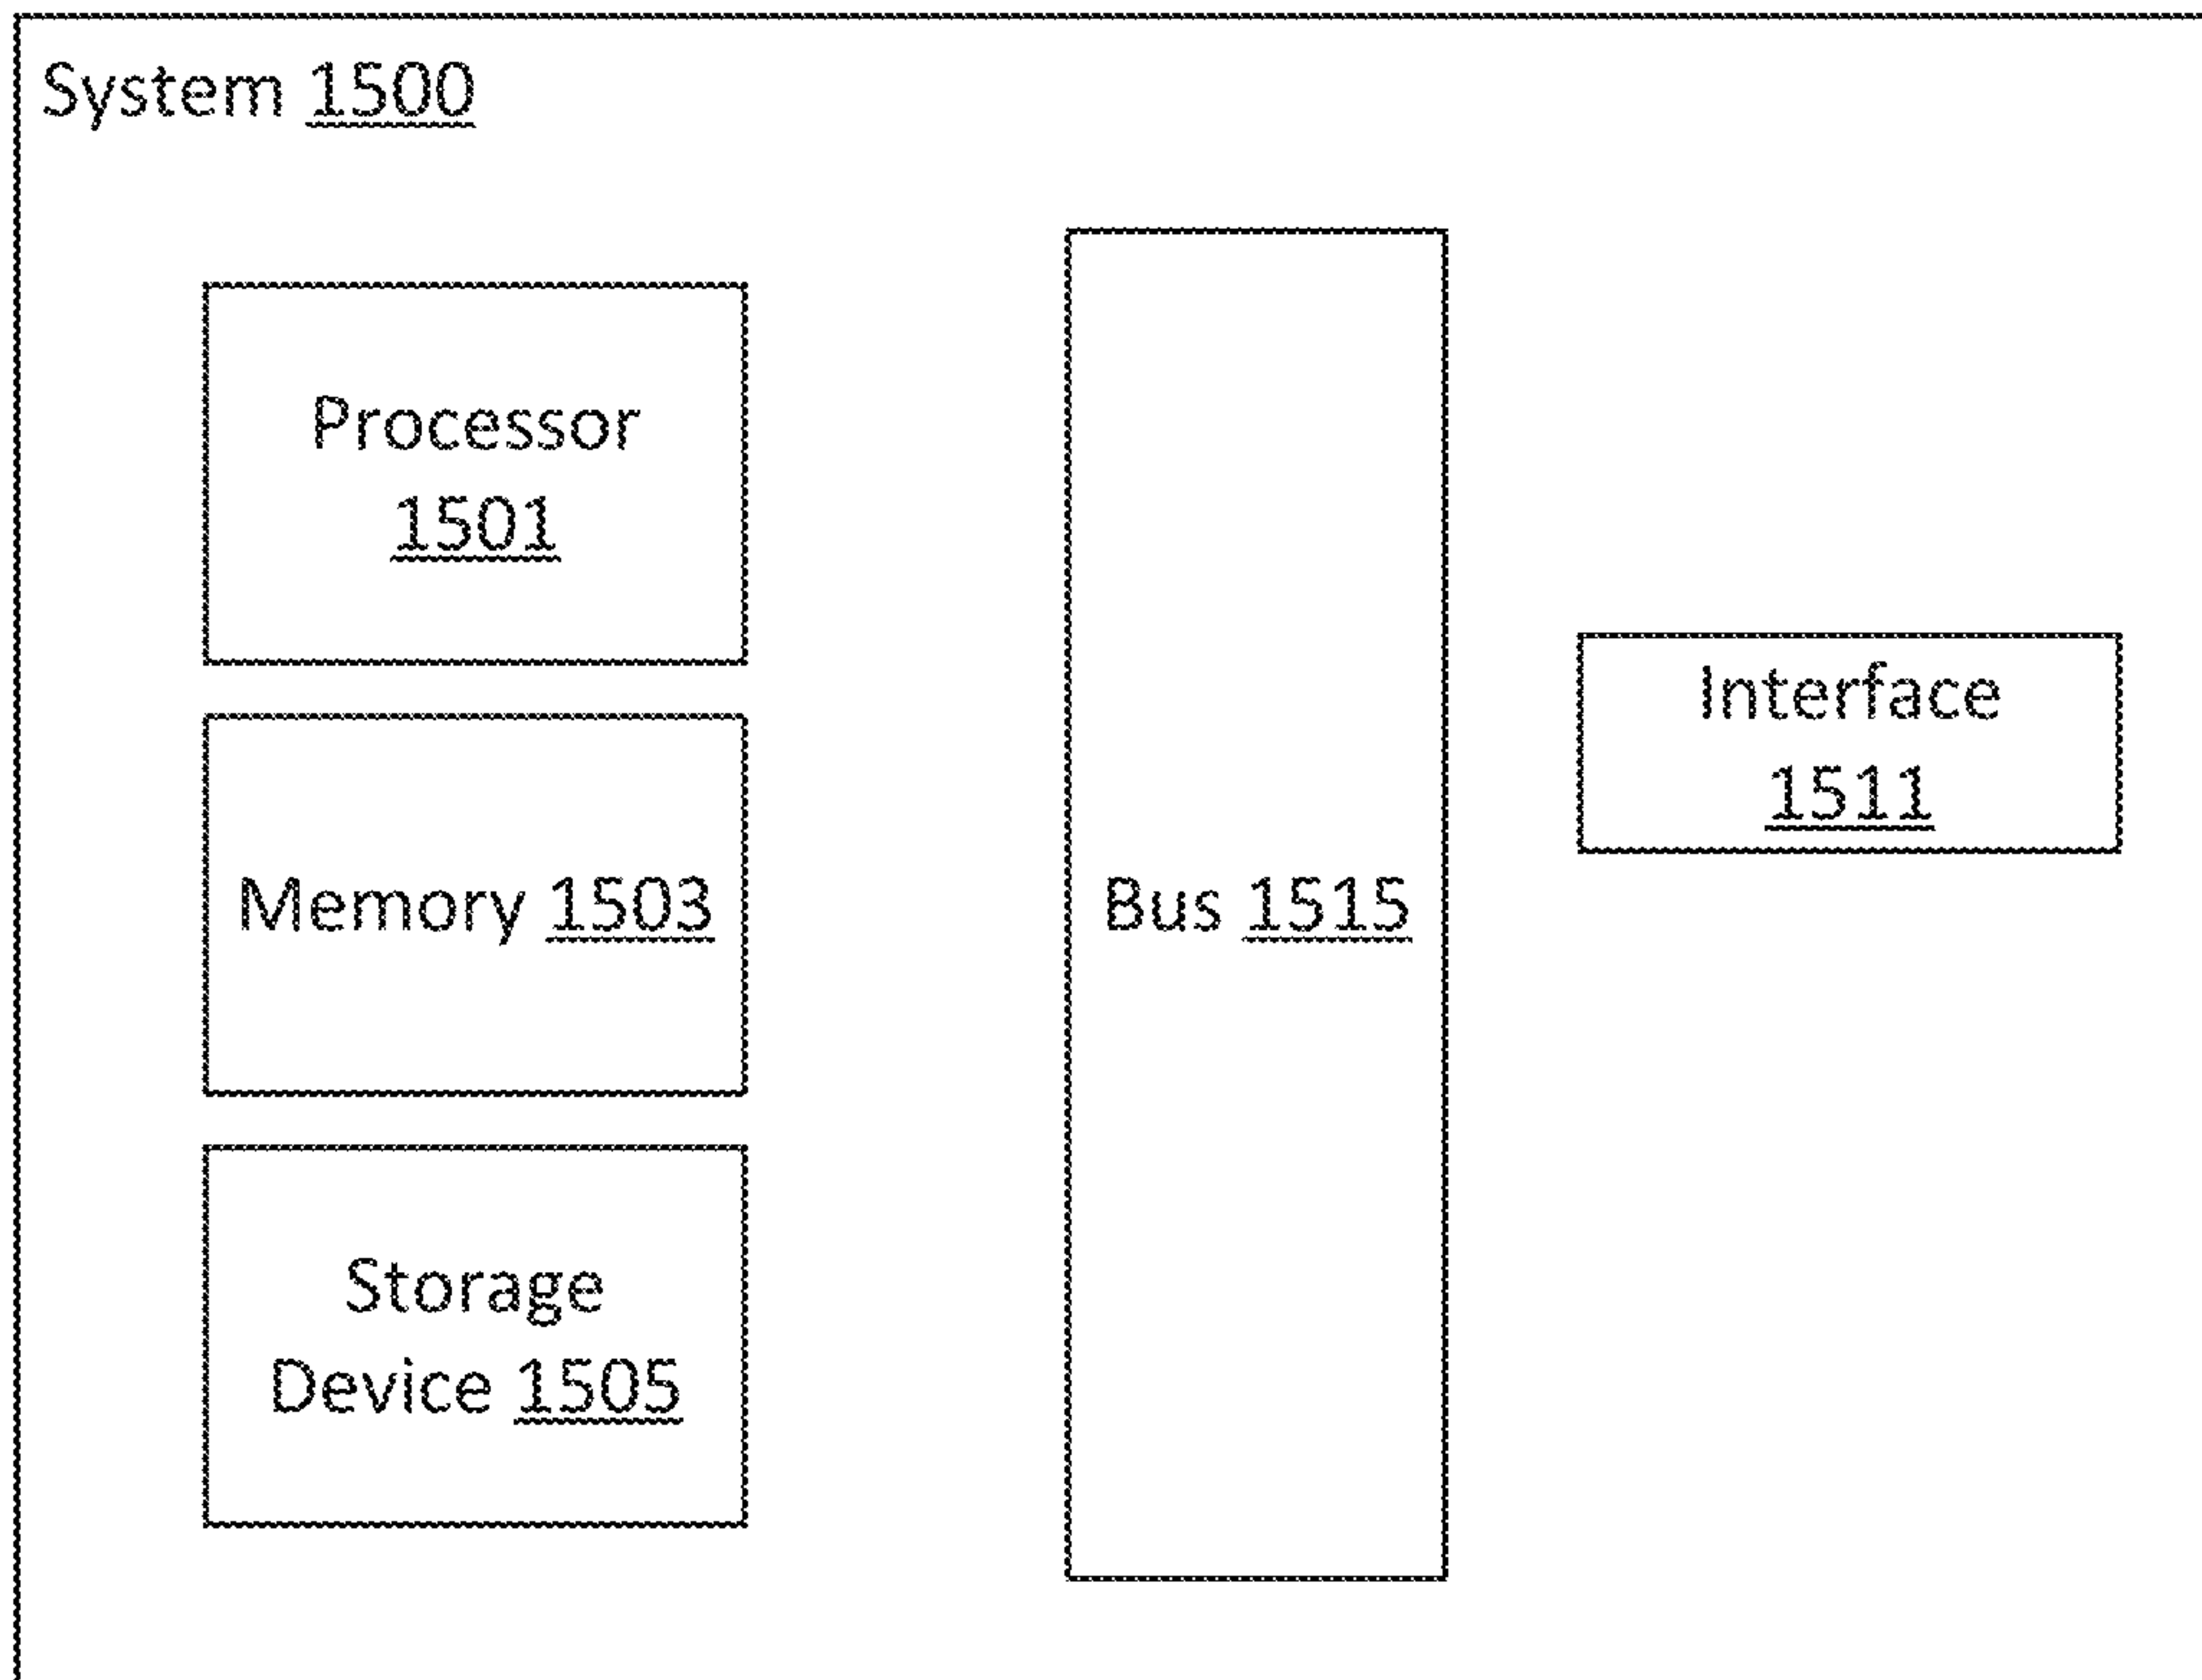 System 1500
Processor
1501
Memory 1503
Storage
Device 1505
Bus 1515
Interface
1511